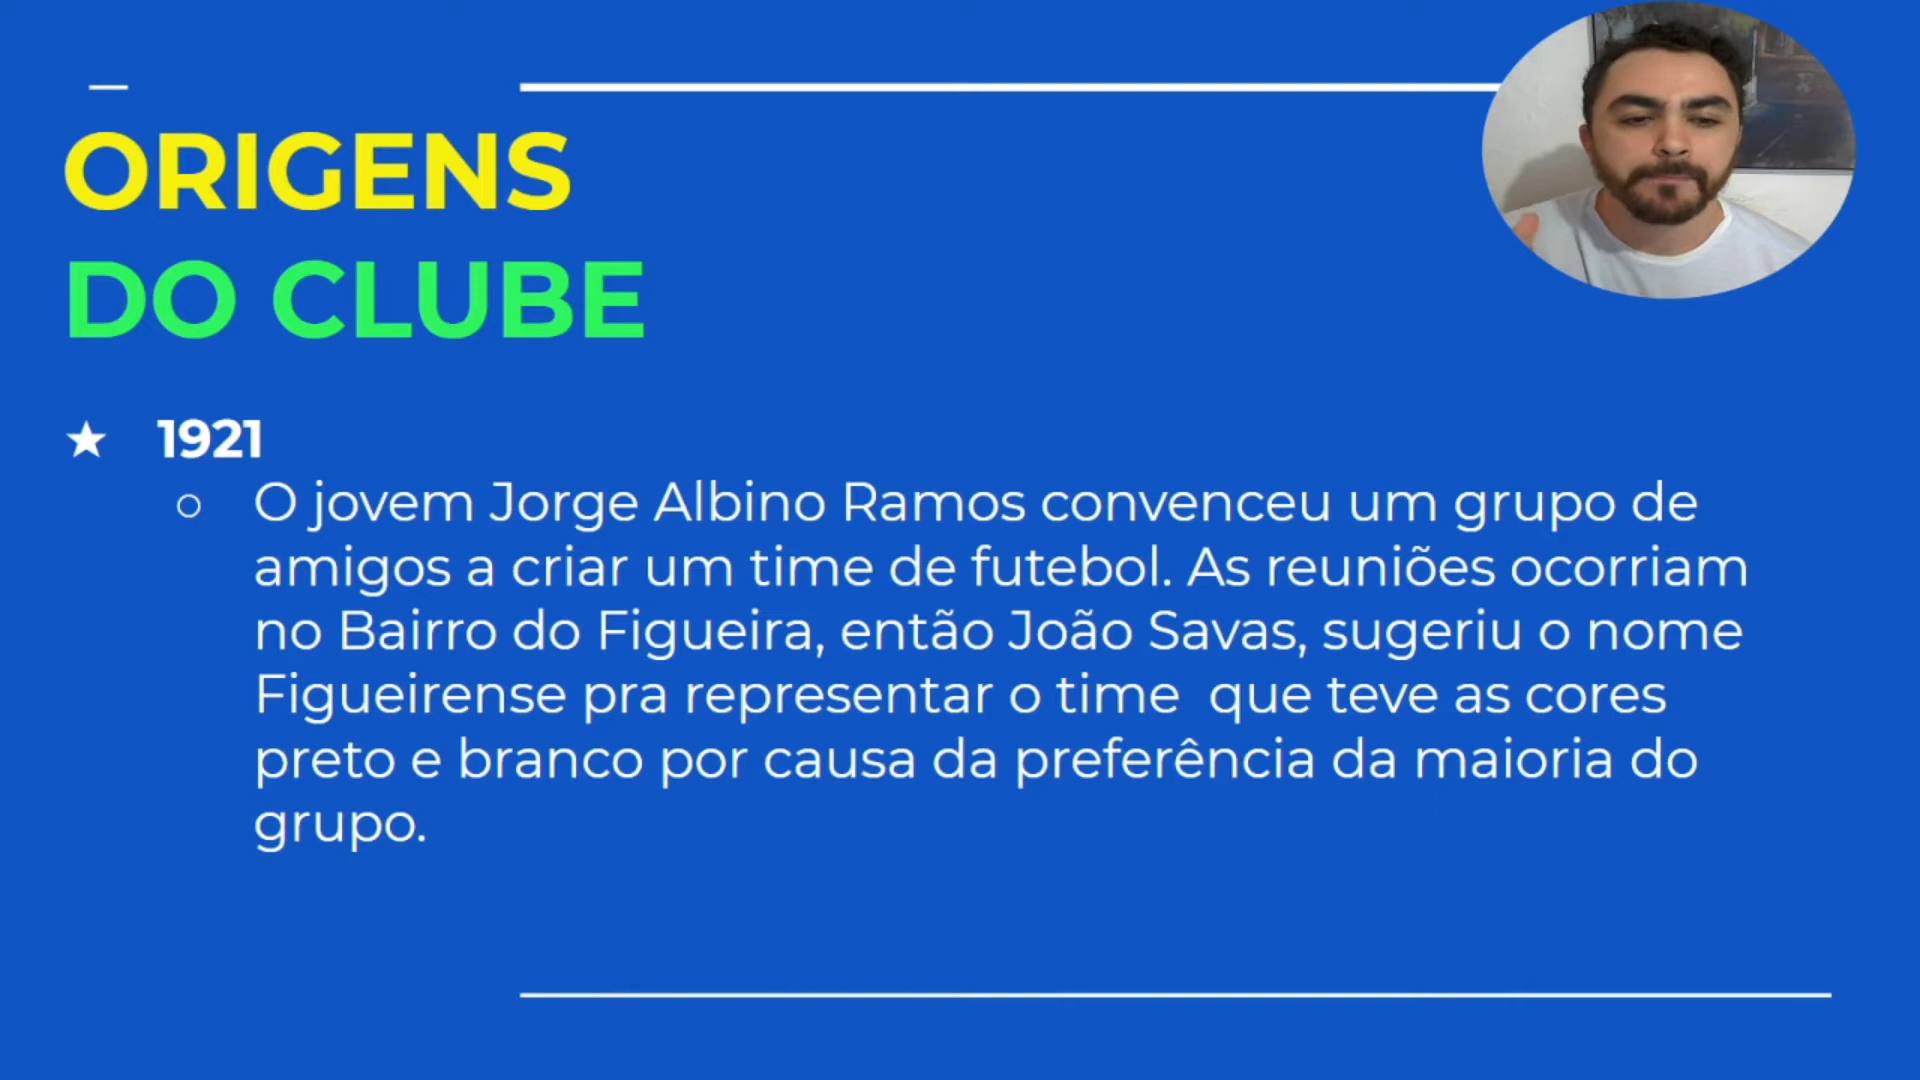 ORIGENS
DO CLUBE
★ 1921
○ O jovem Jorge Albino Ramos convenceu um grupo de
amigos a criar um time de futebol. As reuniões ocorriam
no Bairro do Figueira, então João Savas, sugeriu o nome
Figueirense pra representar o time  que teve as cores
preto e branco por causa da preferência da maioria do
grupo.